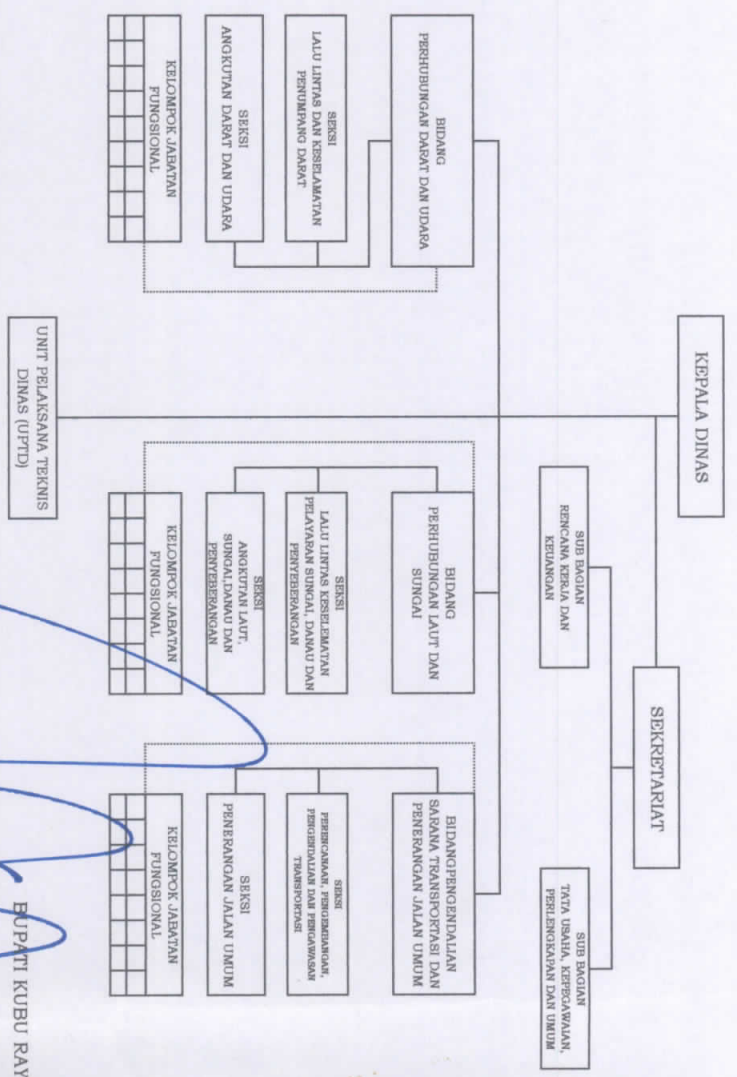 KEPALA DINAS
SEKRETARIAT
SUB BAGIAN
RENCANA KERJA DAN
KEUANGAN
SUB BAGIAN
TATA USAHA, KEPEGAWAIAN,
PERLENGKAPAN DAN UMUM
BIDANG
PERHUBUNGAN DARAT DAN UDARA
SEKSI
LALU LINTAS DAN KESELAMATAN
PENUMPANG DARAT
SEKSI
ANGKUTAN DARAT DAN UDARA
KELOMPOK JABATAN
FUNGSIONAL
BIDANG
PERHUBUNGAN LAUT DAN
SUNGAI
SEKSI
LALU LINTAS KESELEMATAN
PELAYARAN SUNGAI, DANAU DAN
PENYEBERANGAN
SEKSI
ANGKUTAN LAUT,
SUNGAI,DANAU DAN
PENYEBERANGAN
KELOMPOK JABATAN
FUNGSIONAL
BIDANG PENGENDALIAN
SARANA TRANSPORTASI DAN
PENERANGAN JALAN UMUM
SEKSI
PERENCANAAN, PENGEMBANGAN,
PENGENDALIAN DAN PENGAWASAN
TRANSPORTASI
SEKSI
PENERANGAN JALAN UMUM
KELOMPOK JABATAN
FUNGSIONAL
UNIT PELAKSANA TEKNIS
DINAS (UPTD)
BUPATI KUBU RAY